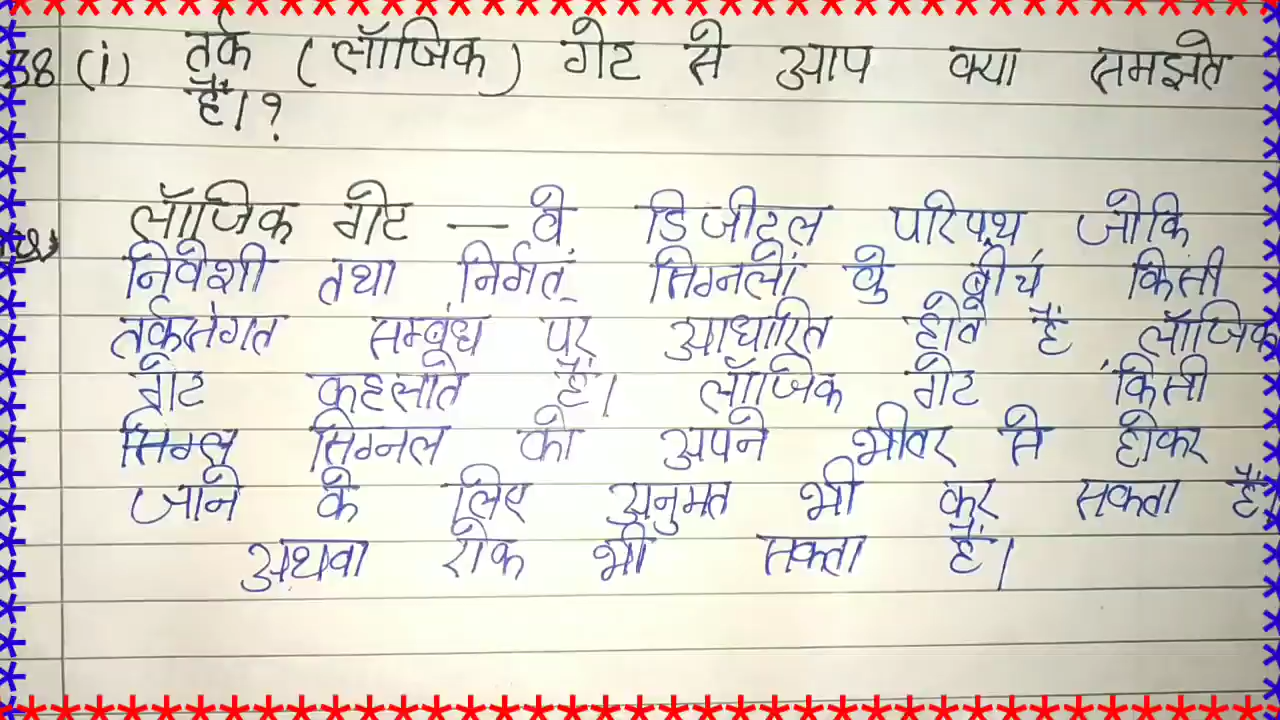 38 (i) तर्क (लॉजिक) गेट से आप क्या समझते
हैं।?
लॉजिक गेट — वे डिजीटल परिपथ जोकि
निवेशी तथा निर्गत सिग्नलों के बीच किसी
तर्कसंगत सम्बंध पर आधारित होते हैं लॉजिक
गेट कहलाते हैं। लॉजिक गेट किसी
सिग्लू सिग्नल को अपने भीतर से होकर
जाने के लिए अनुमत भी कर सकता है।
अथवा रोक भी सकता है।